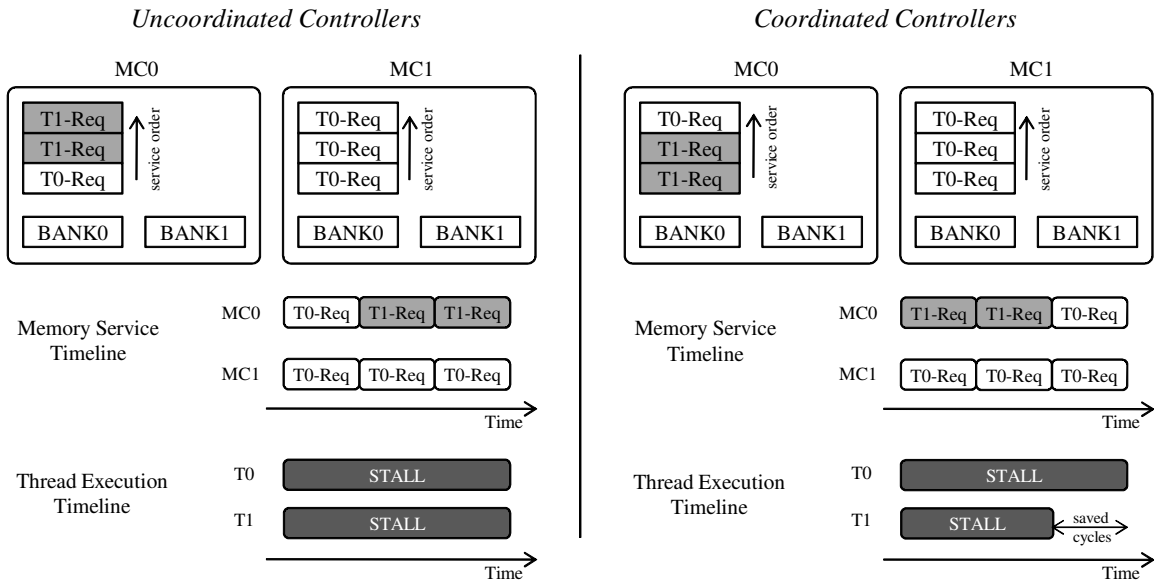 Uncoordinated Controllers
MC0
MC1
T1-Req
T1-Req
T0-Req
service order
BANK0
BANK1
T0-Req
T0-Req
T0-Req
service order
BANK0
BANK1
Memory Service
Timeline
MC0
T0-Req
T1-Req
T1-Req
MC1
T0-Req
T0-Req
T0-Req
Time
Thread Execution
Timeline
T0
STALL
T1
STALL
Time
Coordinated Controllers
MC0
MC1
T0-Req
T1-Req
T1-Req
service order
BANK0
BANK1
T0-Req
T0-Req
T0-Req
service order
BANK0
BANK1
Memory Service
Timeline
MC0
T1-Req
T1-Req
T0-Req
MC1
T0-Req
T0-Req
T0-Req
Time
Thread Execution
Timeline
T0
STALL
T1
STALL
saved
cycles
Time